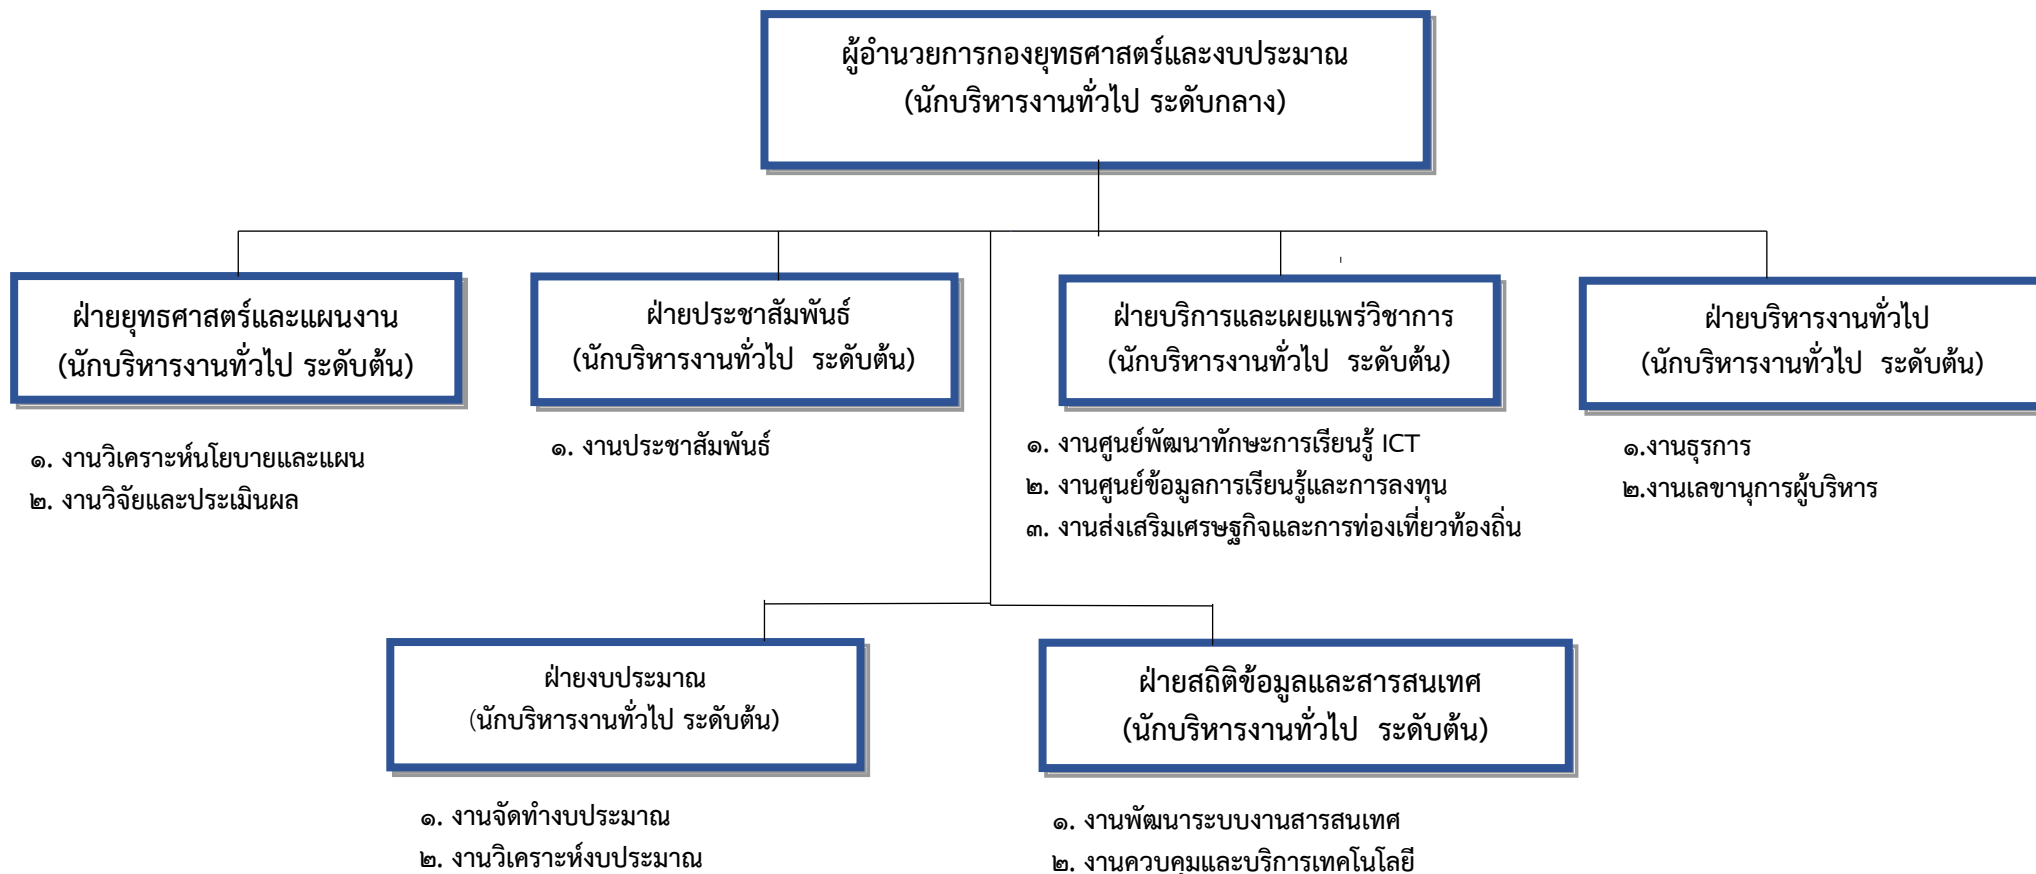 ผู้อำนวยการกองยุทธศาสตร์และงบประมาณ
(นักบริหารงานทั่วไป ระดับกลาง)
ฝ่ายยุทธศาสตร์และแผนงาน
(นักบริหารงานทั่วไป ระดับต้น)
๑. งานวิเคราะห์นโยบายและแผน
๒. งานวิจัยและประเมินผล
ฝ่ายประชาสัมพันธ์
(นักบริหารงานทั่วไป ระดับต้น)
๑. งานประชาสัมพันธ์
ฝ่ายบริการและเผยแพร่วิชาการ
(นักบริหารงานทั่วไป ระดับต้น)
๑. งานศูนย์พัฒนาทักษะการเรียนรู้ ICT
๒. งานศูนย์ข้อมูลการเรียนรู้และการลงทุน
๓. งานส่งเสริมเศรษฐกิจและการท่องเที่ยวท้องถิ่น
ฝ่ายบริหารงานทั่วไป
(นักบริหารงานทั่วไป ระดับต้น)
๑.งานธุรการ
๒.งานเลขานุการผู้บริหาร
ฝ่ายงบประมาณ
(นักบริหารงานทั่วไป ระดับต้น)
๑. งานจัดทำงบประมาณ
๒. งานวิเคราะห์งบประมาณ
ฝ่ายสถิติข้อมูลและสารสนเทศ
(นักบริหารงานทั่วไป ระดับต้น)
๑. งานพัฒนาระบบงานสารสนเทศ
๒. งานควบคุมและบริการเทคโนโลยี